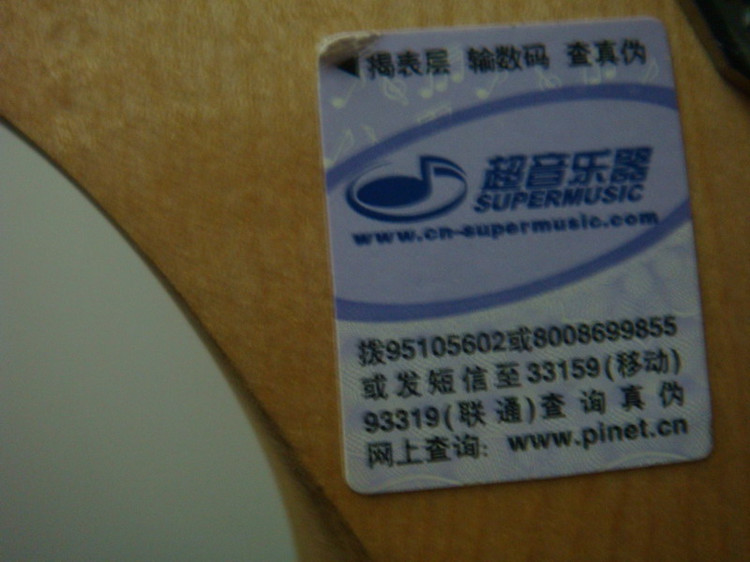 ◀揭表层 输数码 查真伪
超音乐器
SUPERMUSIC
www.cn-supermusic.com
拨95105602或8008699855
或发短信至33159(移动)
93319(联通)查询真伪
网上查询: www.pinet.cn